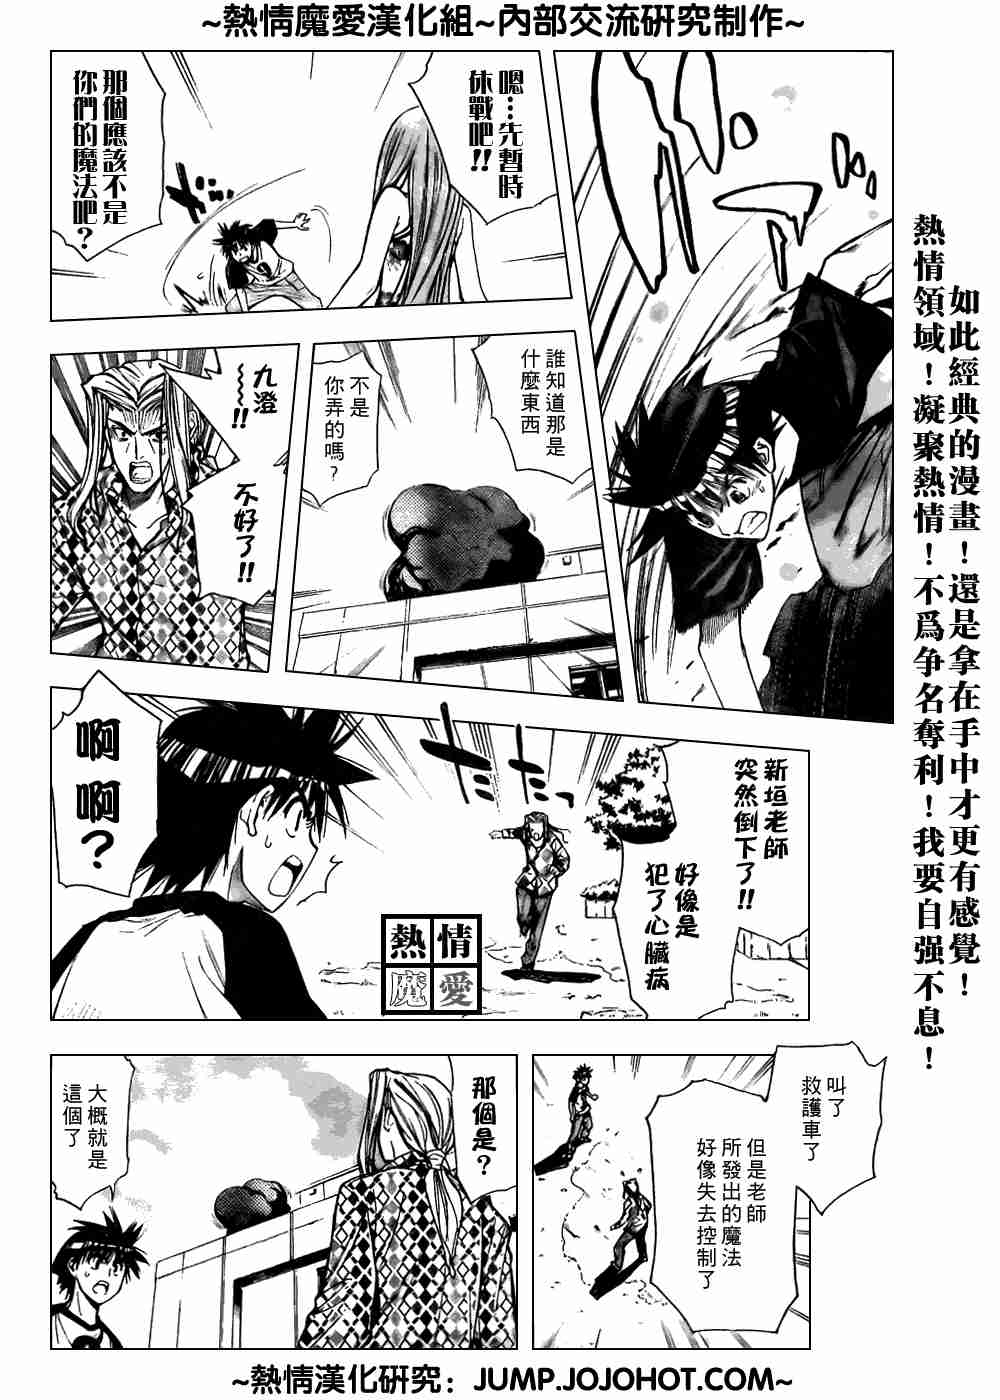 ~熱情魔愛漢化組~內部交流研究制作~
嗯…先暫時
休戰吧!!
那個應該不是
你們的魔法吧？
誰知道那是
什麼東西
不是
你弄的嗎？
九澄
～～!!
不好了!!
新垣老師
突然倒下了!!
好像是
犯了心臟病
啊
啊？
熱情
魔愛
叫了
救護車了
但是老師
所發出的魔法
好像失去控制了
那個是？
大概就是
這個了
如此經典的漫畫！還是拿在手中才更有感覺！
熱情領域！凝聚熱情！不爲争名奪利！我要自强不息！
~熱情漢化研究：JUMP.JOJOHOT.COM~